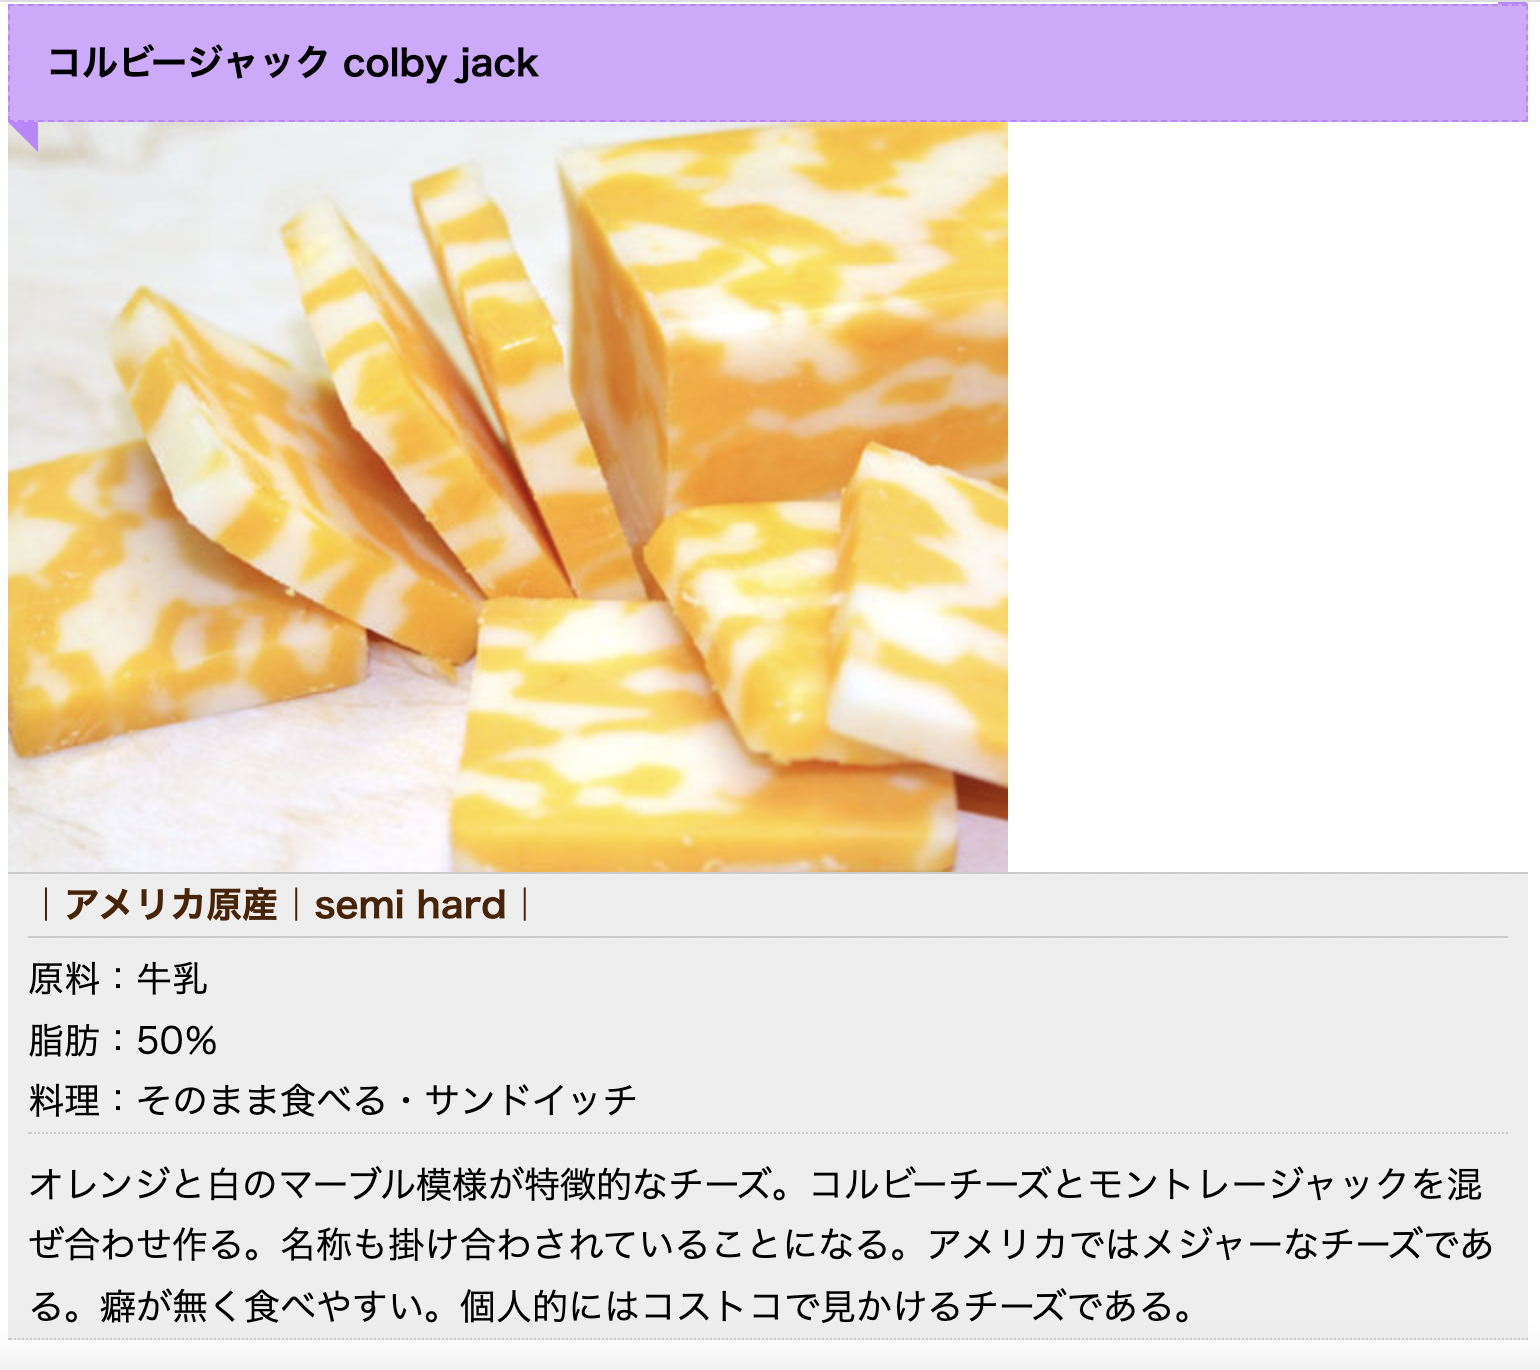 コルビージャック colby jack
｜アメリカ原産｜semi hard｜
原料：牛乳
脂肪：50%
料理：そのまま食べる・サンドイッチ
オレンジと白のマーブル模様が特徴的なチーズ。コルビーチーズとモントレージャックを混
ぜ合わせ作る。名称も掛け合わされていることになる。アメリカではメジャーなチーズであ
る。癖が無く食べやすい。個人的にはコストコで見かけるチーズである。